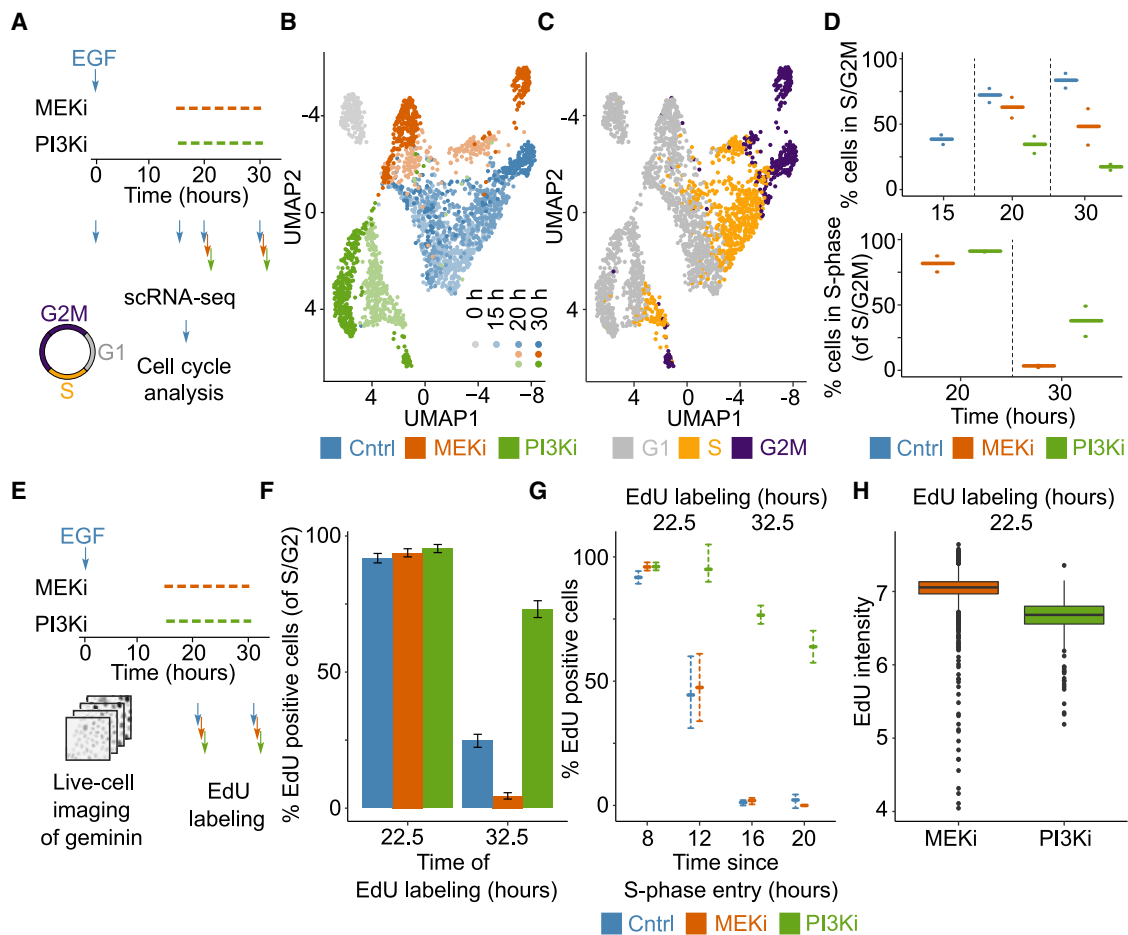 A
EGF
MEKi
PI3Ki
0 10 20 30
Time (hours)
scRNA-seq
Cell cycle
analysis
G2M
G1
S
B
UMAP2
-4
0
4
4 0 -4 -8
UMAP1
0 h
15 h
20 h
30 h
Cntrl MEKi PI3Ki
C
UMAP2
-4
0
4
4 0 -4 -8
UMAP1
G1 S G2M
D
% cells in S/G2M
100
50
0
15 20 30
% cells in S-phase
(of S/G2M)
100
50
0
20 30
Time (hours)
Cntrl MEKi PI3Ki
E
EGF
MEKi
PI3Ki
0 10 20 30
Time (hours)
Live-cell
imaging
of geminin
EdU
labeling
F
% EdU positive cells (of S/G2)
100
50
0
22.5 32.5
Time of
EdU labeling (hours)
G
EdU labeling (hours)
22.5 32.5
% EdU positive cells
100
50
0
8 12 16 20
Time since
S-phase entry (hours)
Cntrl MEKi PI3Ki
H
EdU labeling (hours)
22.5
EdU intensity
7
6
5
4
MEKi PI3Ki